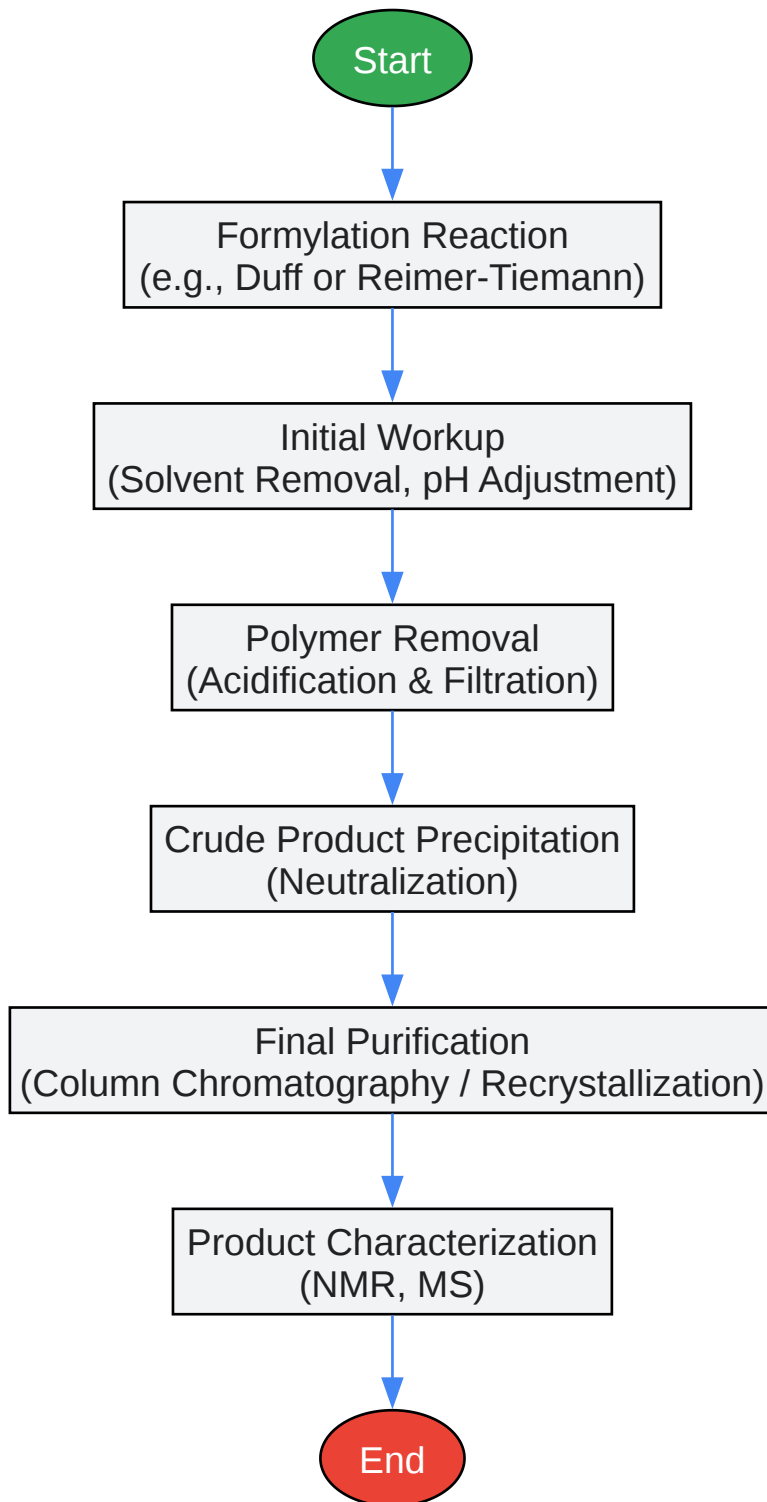 Start
Formylation Reaction
(e.g., Duff or Reimer-Tiemann)
Initial Workup
(Solvent Removal, pH Adjustment)
Polymer Removal
(Acidification & Filtration)
Crude Product Precipitation
(Neutralization)
Final Purification
(Column Chromatography / Recrystallization)
Product Characterization
(NMR, MS)
End